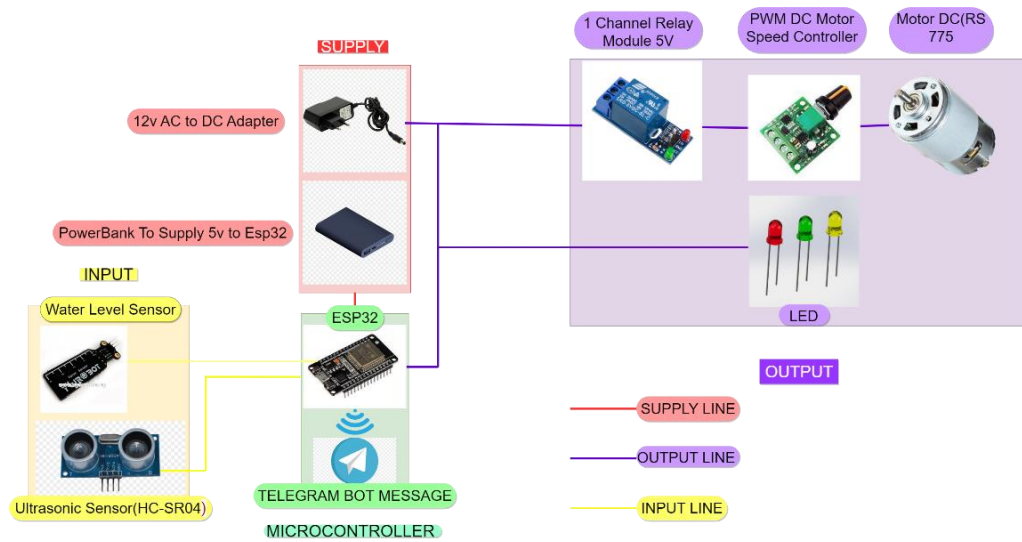 1 Channel Relay
Module 5V
PWM DC Motor
Speed Controller
Motor DC(RS
775
SUPPLY
12v AC to DC Adapter
PowerBank To Supply 5v to Esp32
INPUT
Water Level Sensor
ESP32
LED
OUTPUT
SUPPLY LINE
OUTPUT LINE
INPUT LINE
Ultrasonic Sensor(HC-SR04)
TELEGRAM BOT MESSAGE
MICROCONTROLLER